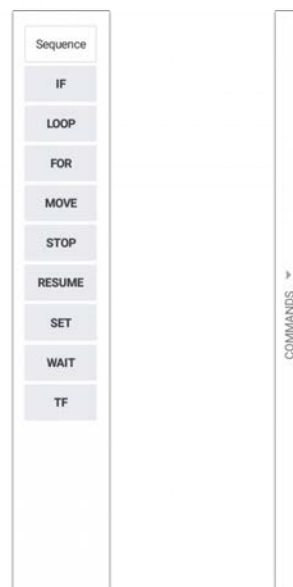 Sequence
IF
LOOP
FOR
MOVE
STOP
RESUME
SET
WAIT
TF
COMMANDS